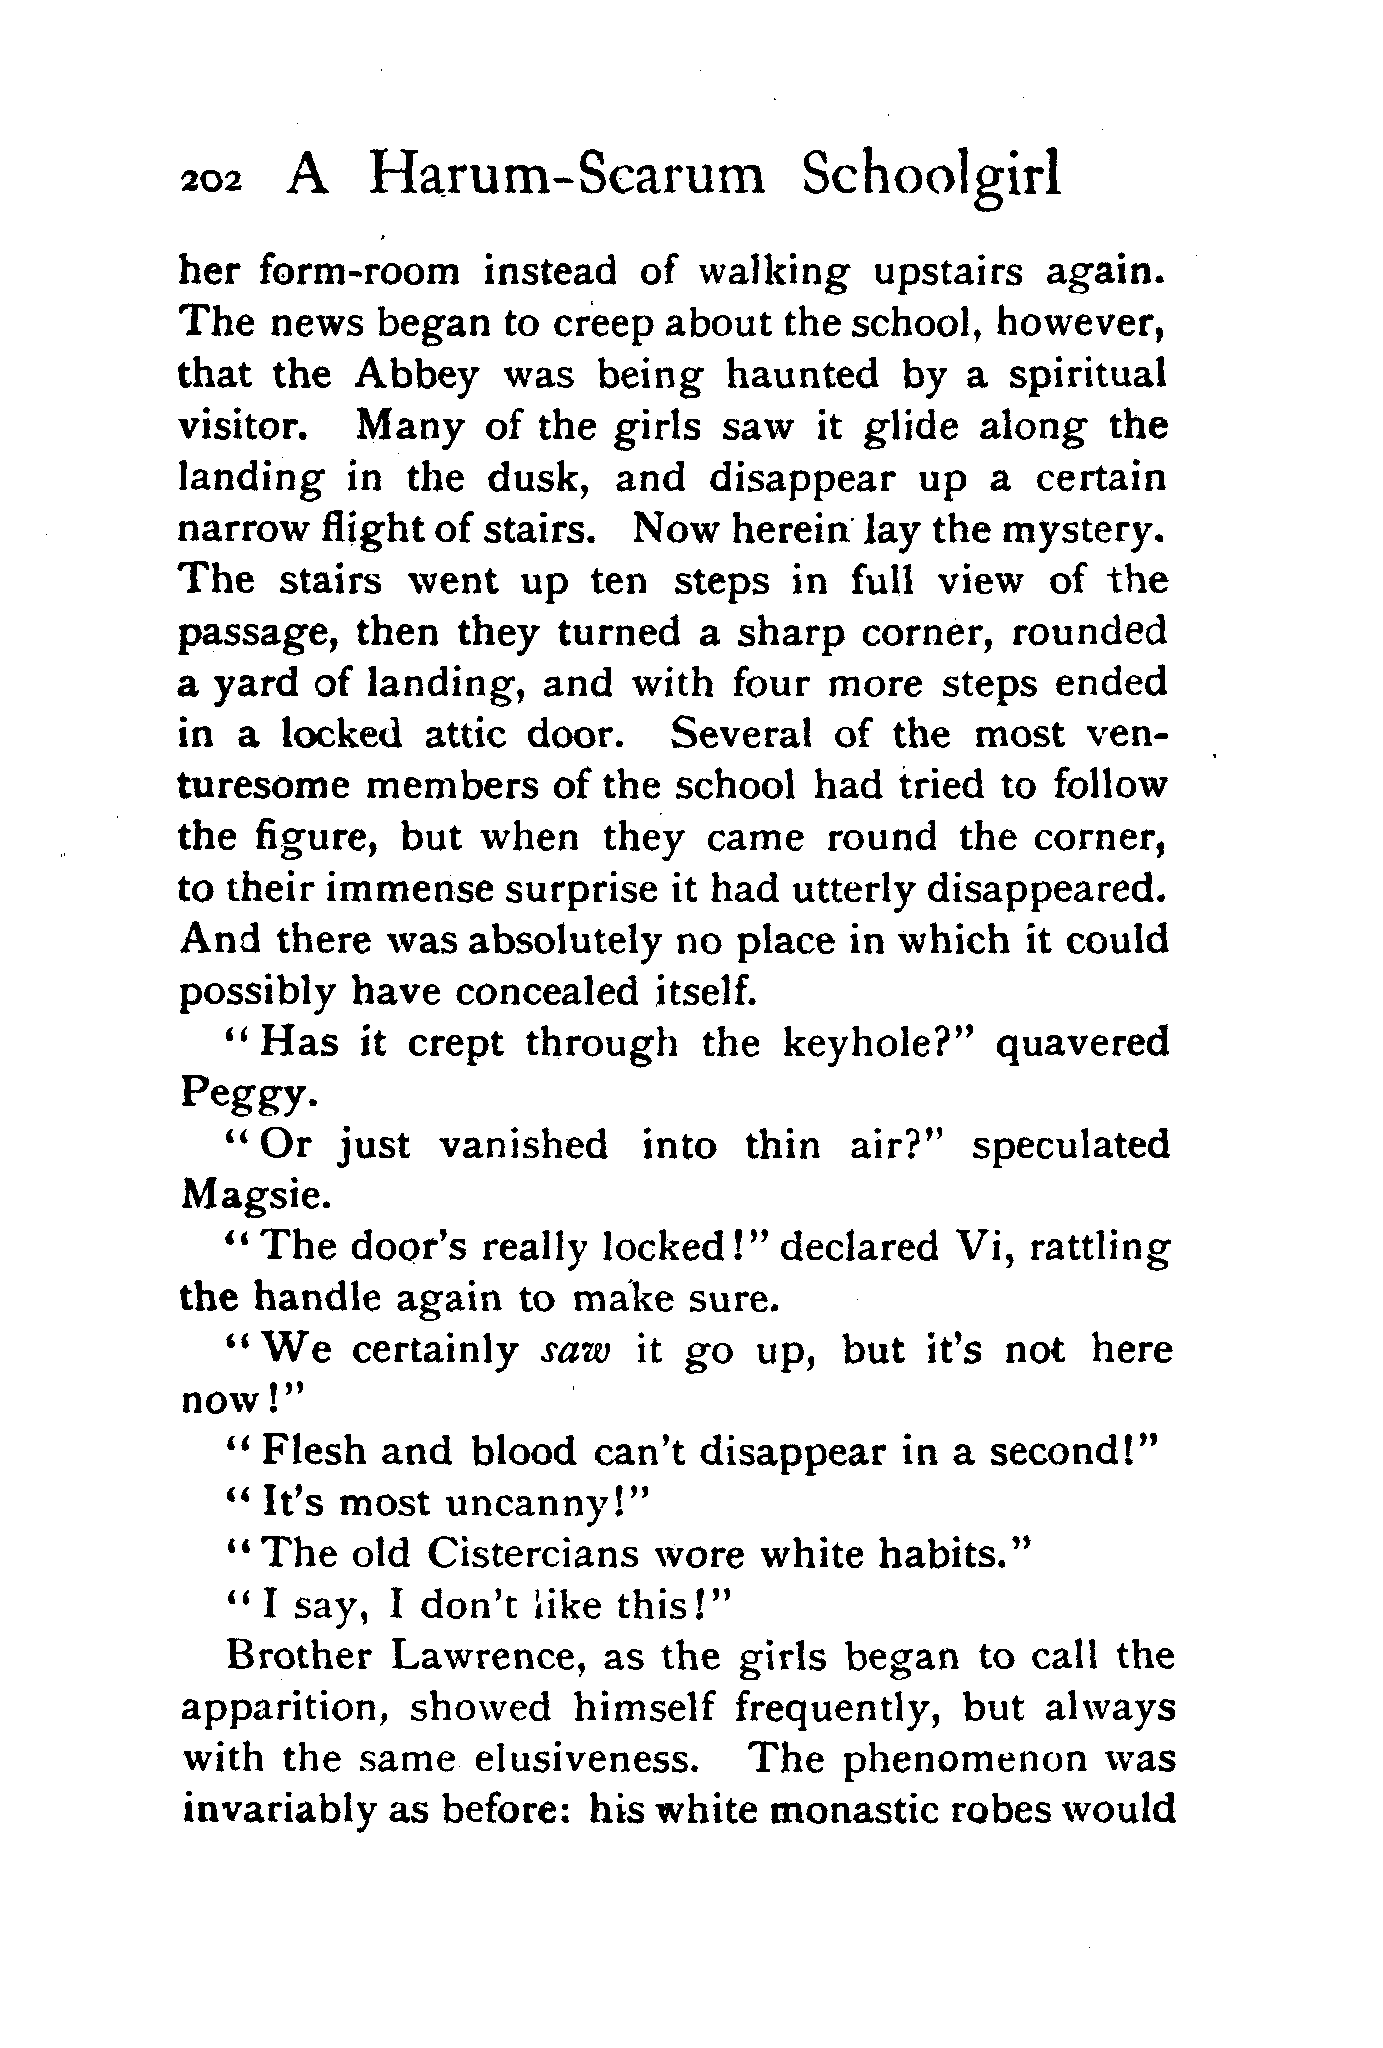 202 A Harum-Scarum Schoolgirl
her form-room instead of walking upstairs again.
The news began to creep about the school, however,
that the Abbey was being haunted by a spiritual
visitor. Many of the girls saw it glide along the
landing in the dusk, and disappear up a certain
narrow flight of stairs. Now herein lay the mystery.
The stairs went up ten steps in full view of the
passage, then they turned a sharp corner, rounded
a yard of landing, and with four more steps ended
in a locked attic door. Several of the most ven-
turesome members of the school had tried to follow
the figure, but when they came round the corner,
to their immense surprise it had utterly disappeared.
And there was absolutely no place in which it could
possibly have concealed itself.
"Has it crept through the keyhole?" quavered
Peggy.
"Or just vanished into thin air?" speculated
Magsie.
"The door's really locked!" declared Vi, rattling
the handle again to make sure.
"We certainly saw it go up, but it's not here
now!"
"Flesh and blood can't disappear in a second!"
"It's most uncanny!"
"The old Cistercians wore white habits."
"I say, I don't like this!"
Brother Lawrence, as the girls began to call the
apparition, showed himself frequently, but always
with the same elusiveness. The phenomenon was
invariably as before: his white monastic robes would